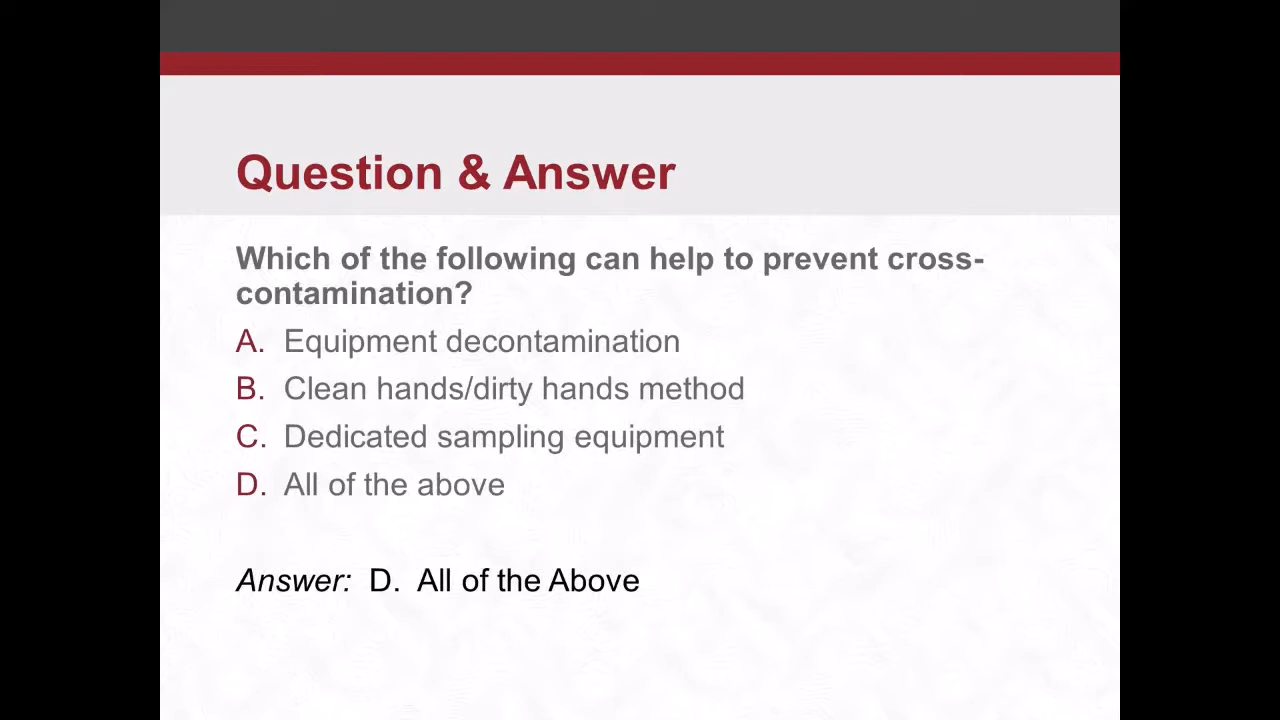 Question & Answer
Which of the following can help to prevent cross-
contamination?
A. Equipment decontamination
B. Clean hands/dirty hands method
C. Dedicated sampling equipment
D. All of the above
Answer: D. All of the Above